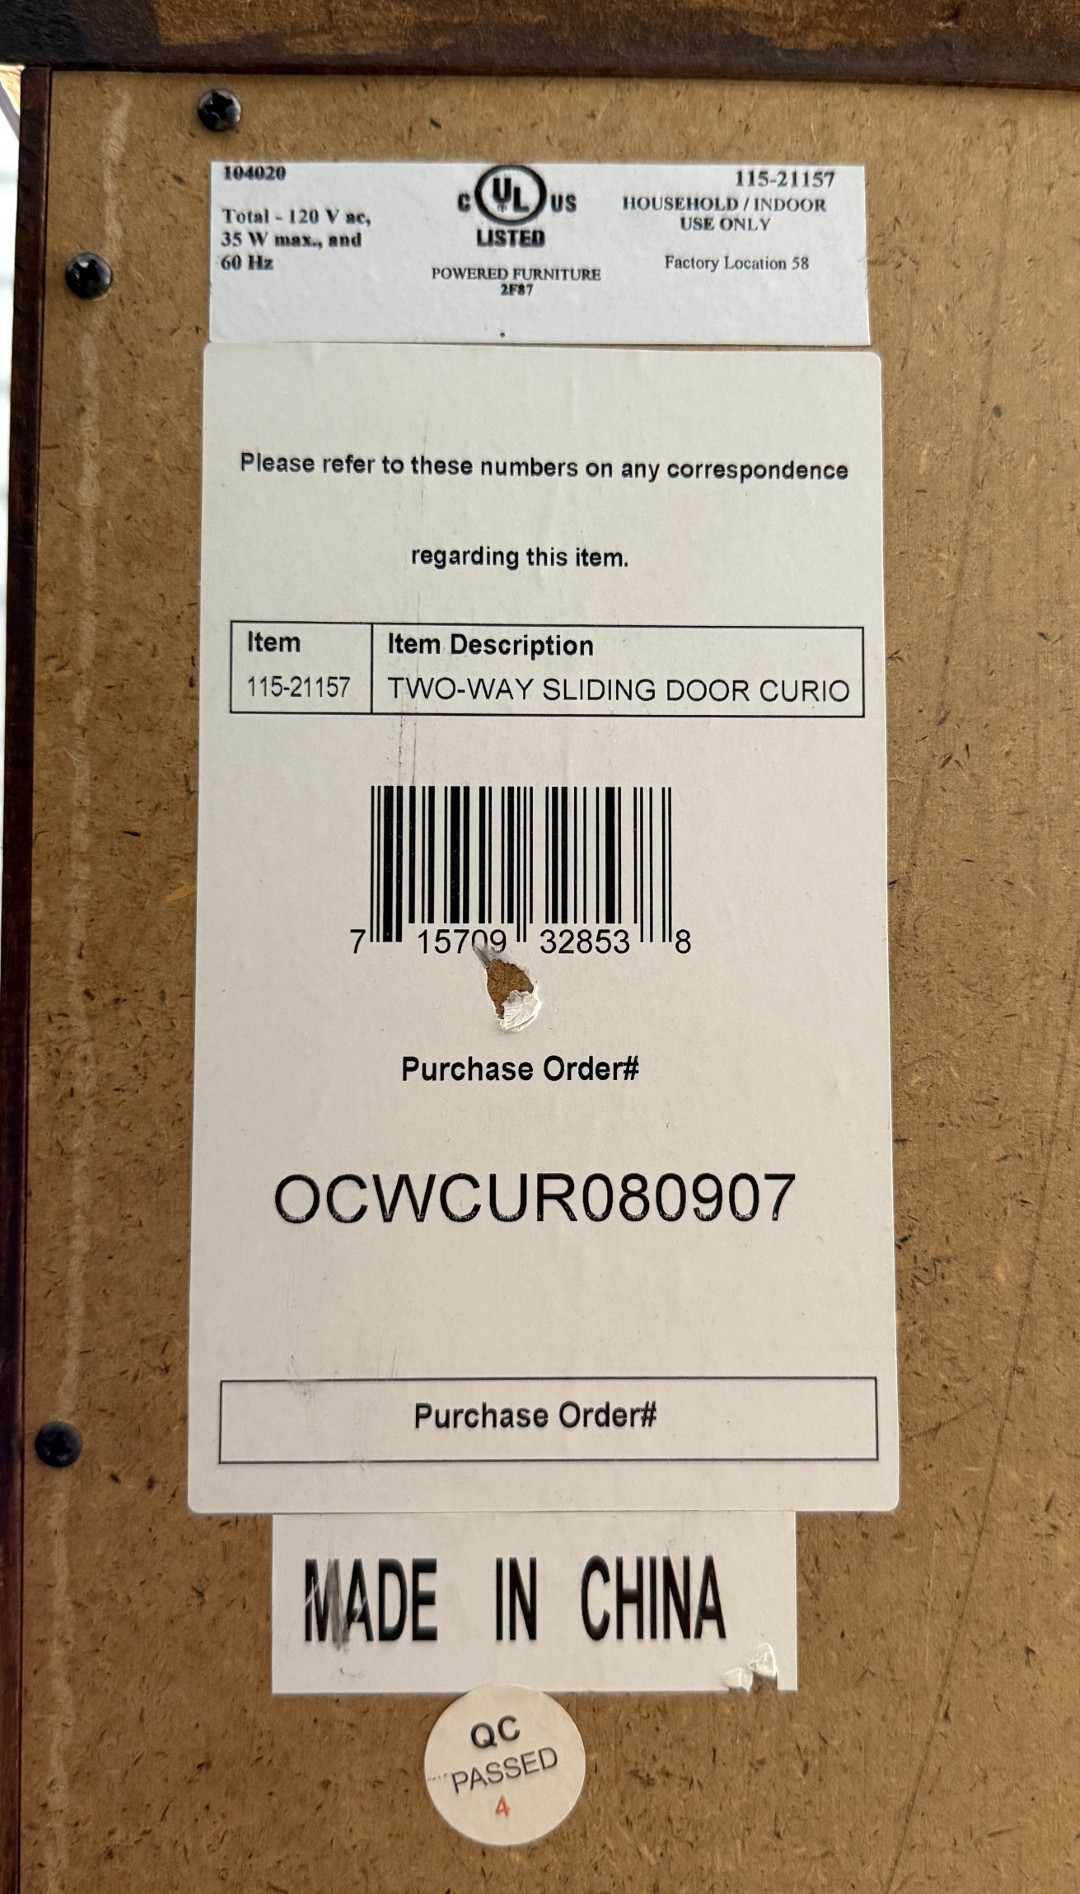 104020
Total - 120 V ac,
35 W max., and
60 Hz
C UL US
LISTED
POWERED FURNITURE
2F87
115-21157
HOUSEHOLD / INDOOR
USE ONLY
Factory Location 58
Please refer to these numbers on any correspondence
regarding this item.
Item Item Description
115-21157 TWO-WAY SLIDING DOOR CURIO
7 15709 32853 8
Purchase Order#
OCWCUR080907
Purchase Order#
MADE IN CHINA
QC
PASSED
4